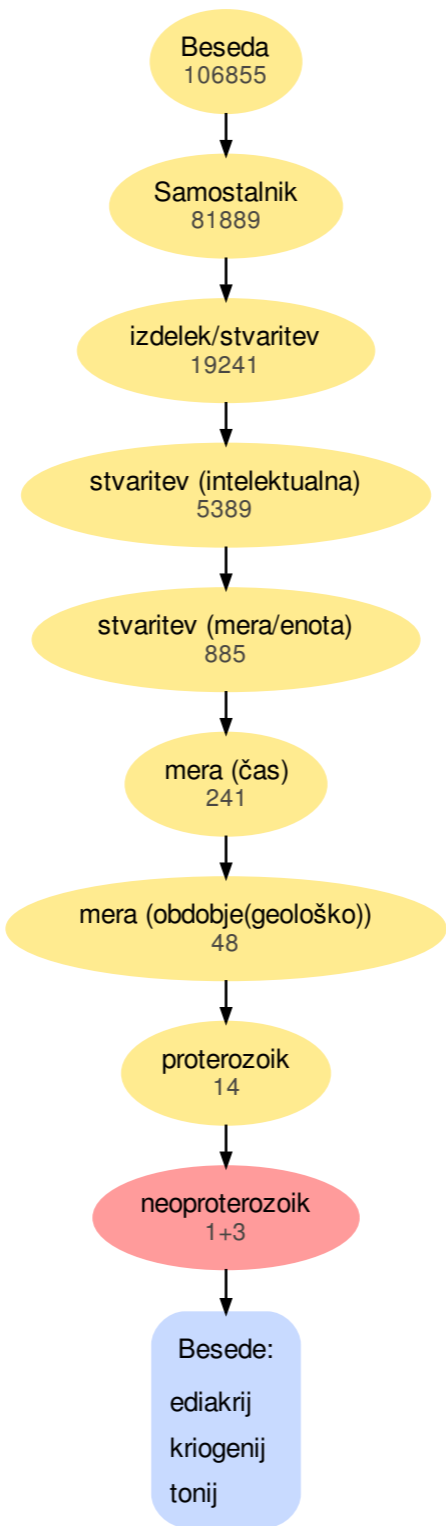 Beseda
106855
Samostalnik
81889
izdelek/stvaritev
19241
stvaritev (intelektualna)
5389
stvaritev (mera/enota)
885
mera (čas)
241
mera (obdobje(geološko))
48
proterozoik
14
neoproterozoik
1+3
Besede:
ediakrij
kriogenij
tonij